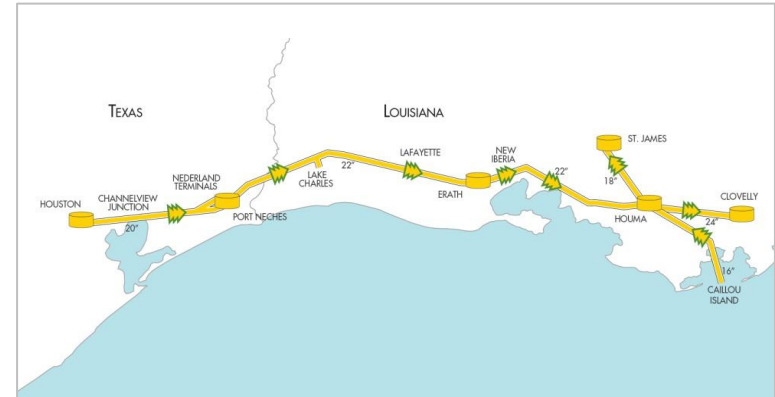 TEXAS
LOUISIANA
ST. JAMES
NEDERLAND
TERMINALS
LAFAYETTE
NEW
IBERIA
22"
22"
18"
LAKE
CHARLES
ERATH
HOUSTON
CHANNELVIEW
JUNCTION
PORT NECHES
CLOVELLY
20"
HOUMA
24"
16"
CAILLOU
ISLAND